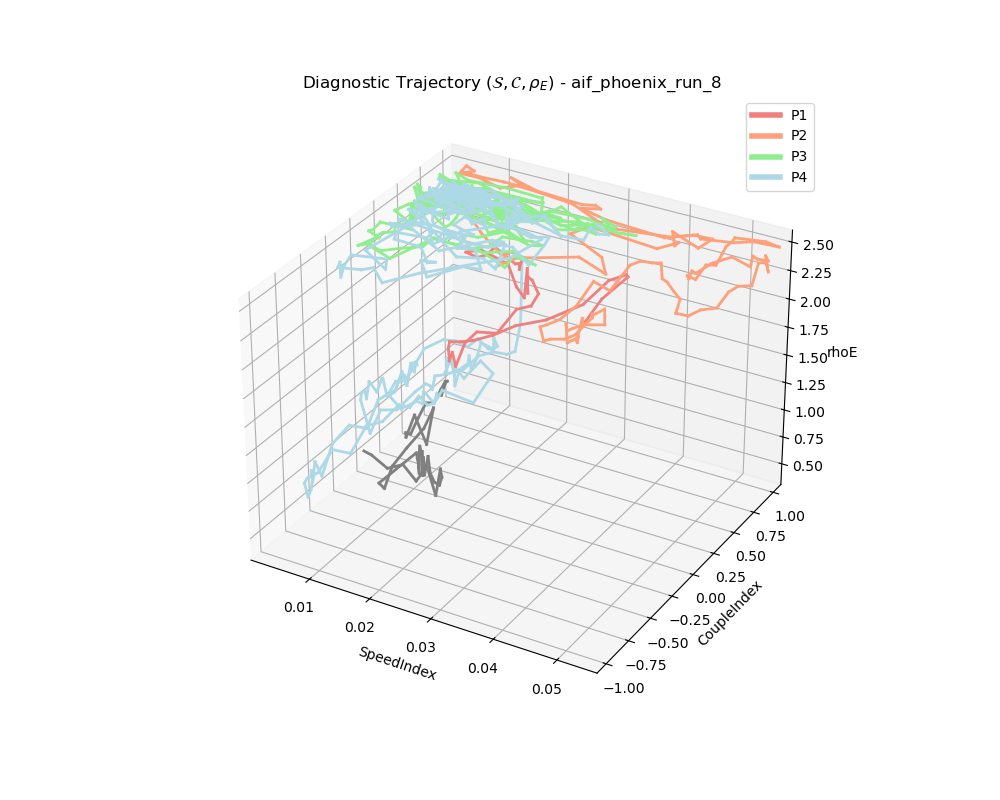 Diagnostic Trajectory (𝒮, 𝒞, ρ_E) - aif_phoenix_run_8
P1
P2
P3
P4
2.50
2.25
2.00
1.75
1.50
1.25
1.00
0.75
0.50
rhoE
1.00
0.75
0.50
0.25
0.00
−0.25
−0.50
−0.75
−1.00
CoupleIndex
0.01
0.02
0.03
0.04
0.05
SpeedIndex